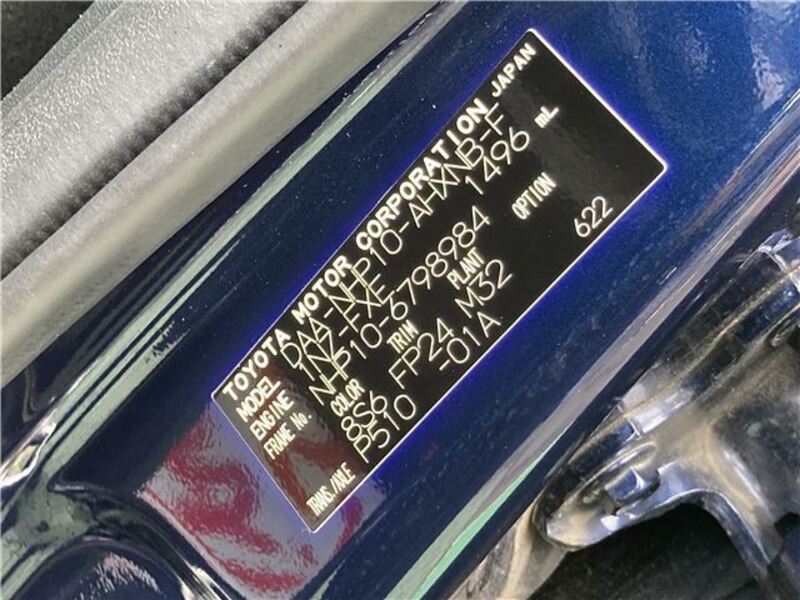 TOYOTA MOTOR CORPORATION JAPAN
MODEL DAA-NHP10-AHXNB-F
ENGINE 1NZ-FXE 1496 mL
FRAME No. NHP10-6798984
COLOR TRIM PLANT OPTION
8S6 FP24 M32
TRANS./AXLE P510 -01A 622